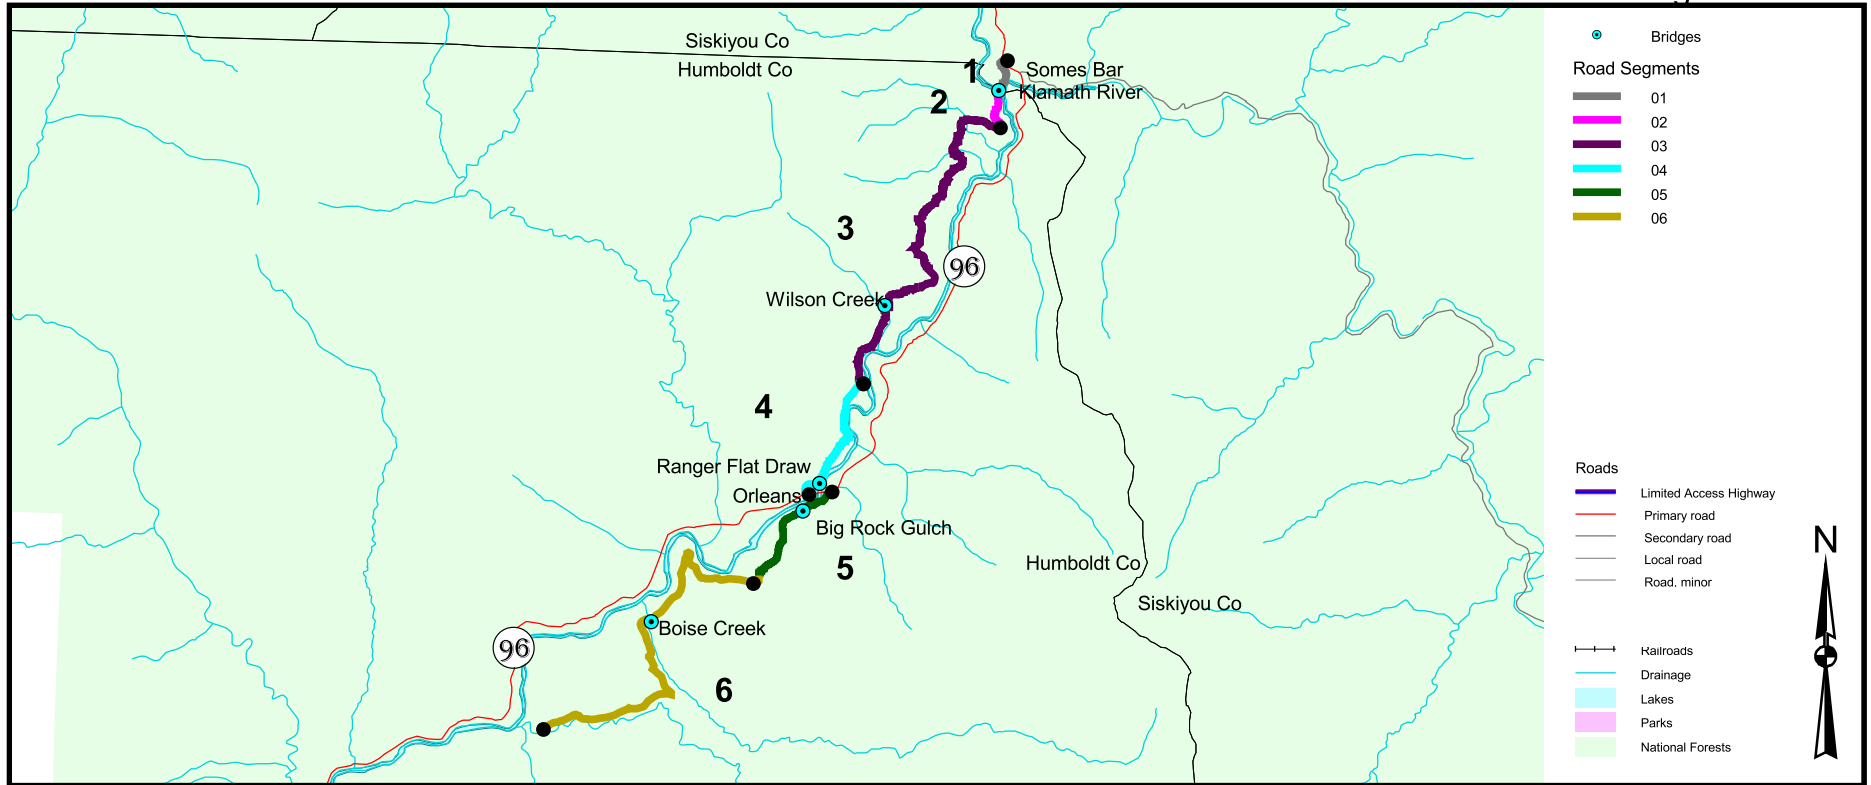 Siskiyou Co
Humboldt Co
1
Somes Bar
2
Klamath River
3
96
Wilson Creek
4
Ranger Flat Draw
Orleans
Big Rock Gulch
5
Humboldt Co
Siskiyou Co
Boise Creek
96
6
Bridges
Road Segments
01
02
03
04
05
06
Roads
Limited Access Highway
Primary road
Secondary road
Local road
Road, minor
Railroads
Drainage
Lakes
Parks
National Forests
N